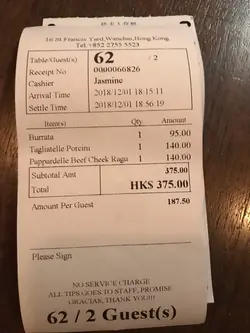 16 St Francis Yard, Wanchai, Hong Kong.
Tel.+852 2755 5523
Table/Guest(s) 62 / 2
Receipt No 0000066826
Cashier Jasmine
Arrival Time 2018/12/01 18:15:11
Settle Time 2018/12/01 18:56:19
Item(s) Qty. Amount
Burrata 1 95.00
Tagliatelle Porcini 1 140.00
Pappardelle Beef Cheek Ragu 1 140.00
Subtotal Amt 375.00
Total HK$ 375.00
Amount Per Guest 187.50
Please Sign
NO SERVICE CHARGE
ALL TIPS GOES TO STAFF, PROMISE
GRACIAS, THANK YOU!!!
62 / 2 Guest(s)